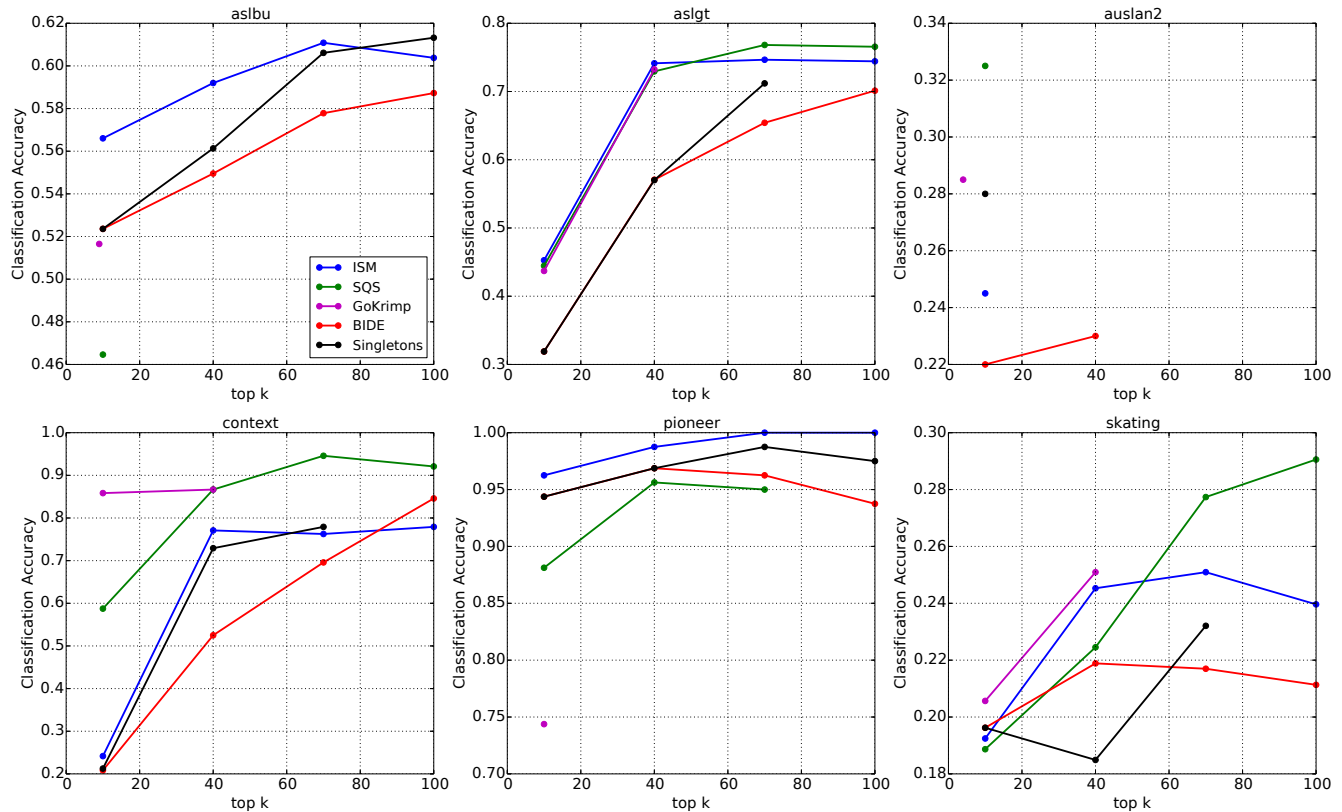 aslbu
Classification Accuracy
0.62
0.60
0.58
0.56
0.54
0.52
0.50
0.48
0.46
0 20 40 60 80 100
top k
ISM
SQS
GoKrimp
BIDE
Singletons
aslgt
Classification Accuracy
0.8
0.7
0.6
0.5
0.4
0.3
0 20 40 60 80 100
top k
auslan2
Classification Accuracy
0.34
0.32
0.30
0.28
0.26
0.24
0.22
0 20 40 60 80 100
top k
context
Classification Accuracy
1.0
0.9
0.8
0.7
0.6
0.5
0.4
0.3
0.2
0 20 40 60 80 100
top k
pioneer
Classification Accuracy
1.00
0.95
0.90
0.85
0.80
0.75
0.70
0 20 40 60 80 100
top k
skating
Classification Accuracy
0.30
0.28
0.26
0.24
0.22
0.20
0.18
0 20 40 60 80 100
top k